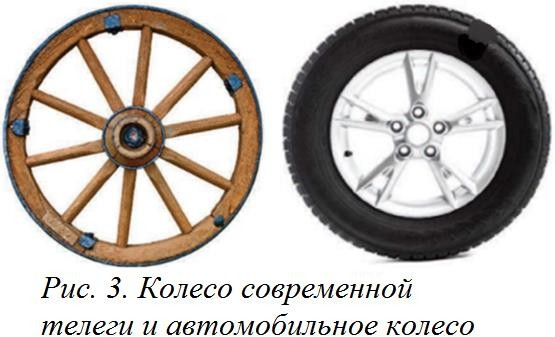 Рис. 3. Колесо современной
телеги и автомобильное колесо